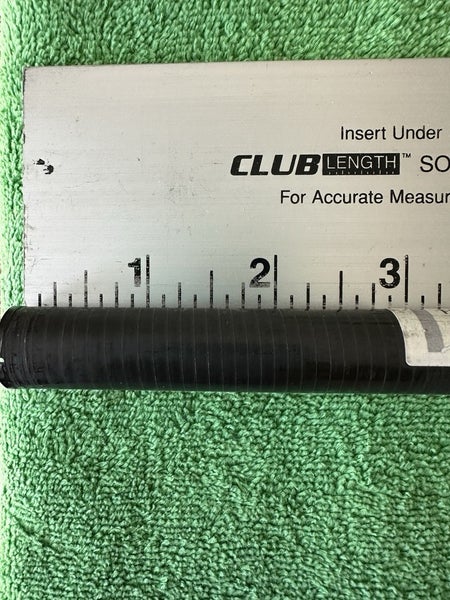 Insert Under
CLUB LENGTH™ SO
For Accurate Measur
1 2 3